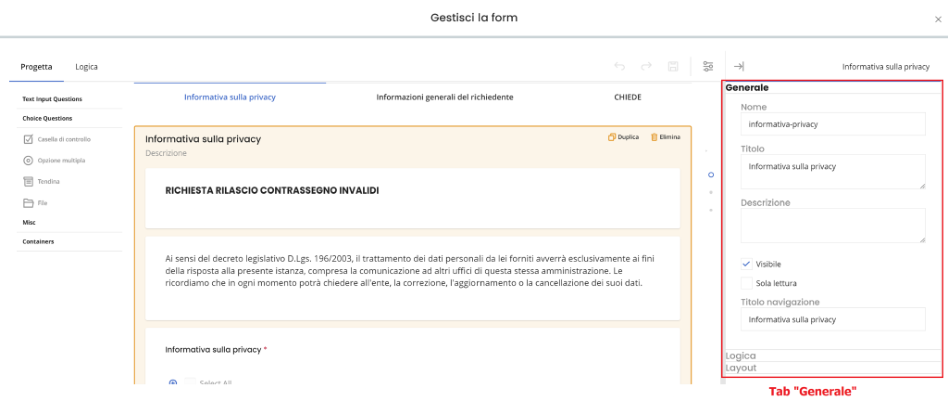 Gestisci la form
Progetta
Logica
Informativa sulla privacy
Text Input Questions
Choice Questions
Casella di controllo
Opzione multipla
Tendina
File
Misc
Containers
Informativa sulla privacy
Informazioni generali del richiedente
CHIEDE
Informativa sulla privacy
Duplica
Elimina
Descrizione
RICHIESTA RILASCIO CONTRASSEGNO INVALIDI
Ai sensi del decreto legislativo D.Lgs. 196/2003, il trattamento dei dati personali da lei forniti avverrà esclusivamente ai fini
della risposta alla presente istanza, compresa la comunicazione ad altri uffici di questa stessa amministrazione. Le
ricordiamo che in ogni momento potrà chiedere all'ente, la correzione, l'aggiornamento o la cancellazione dei suoi dati.
Informativa sulla privacy *
Select All
Generale
Nome
informativa-privacy
Titolo
Informativa sulla privacy
Descrizione
Visibile
Sola lettura
Titolo navigazione
Informativa sulla privacy
Logica
Layout
Tab "Generale"